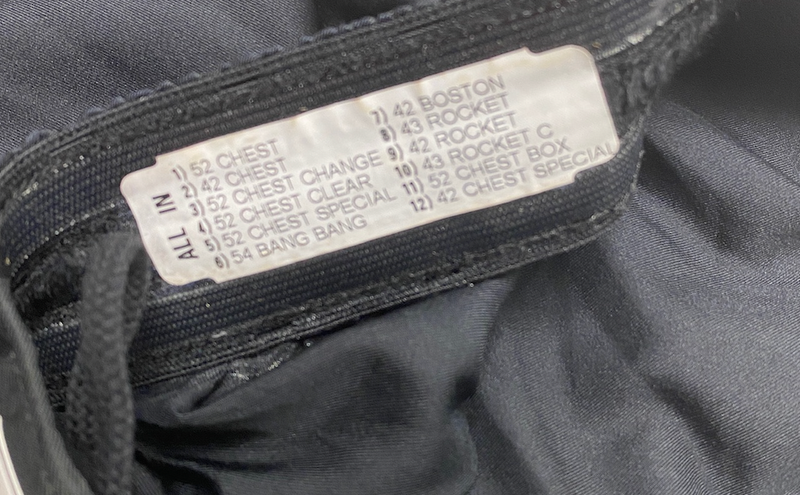 ALL IN
1) 52 CHEST
2) 42 CHEST
3) 52 CHEST CHANGE
4) 52 CHEST CLEAR
5) 52 CHEST SPECIAL
6) 54 BANG BANG
7) 42 BOSTON
8) 43 ROCKET
9) 42 ROCKET
10) 43 ROCKET C
11) 52 CHEST BOX
12) 42 CHEST SPECIAL